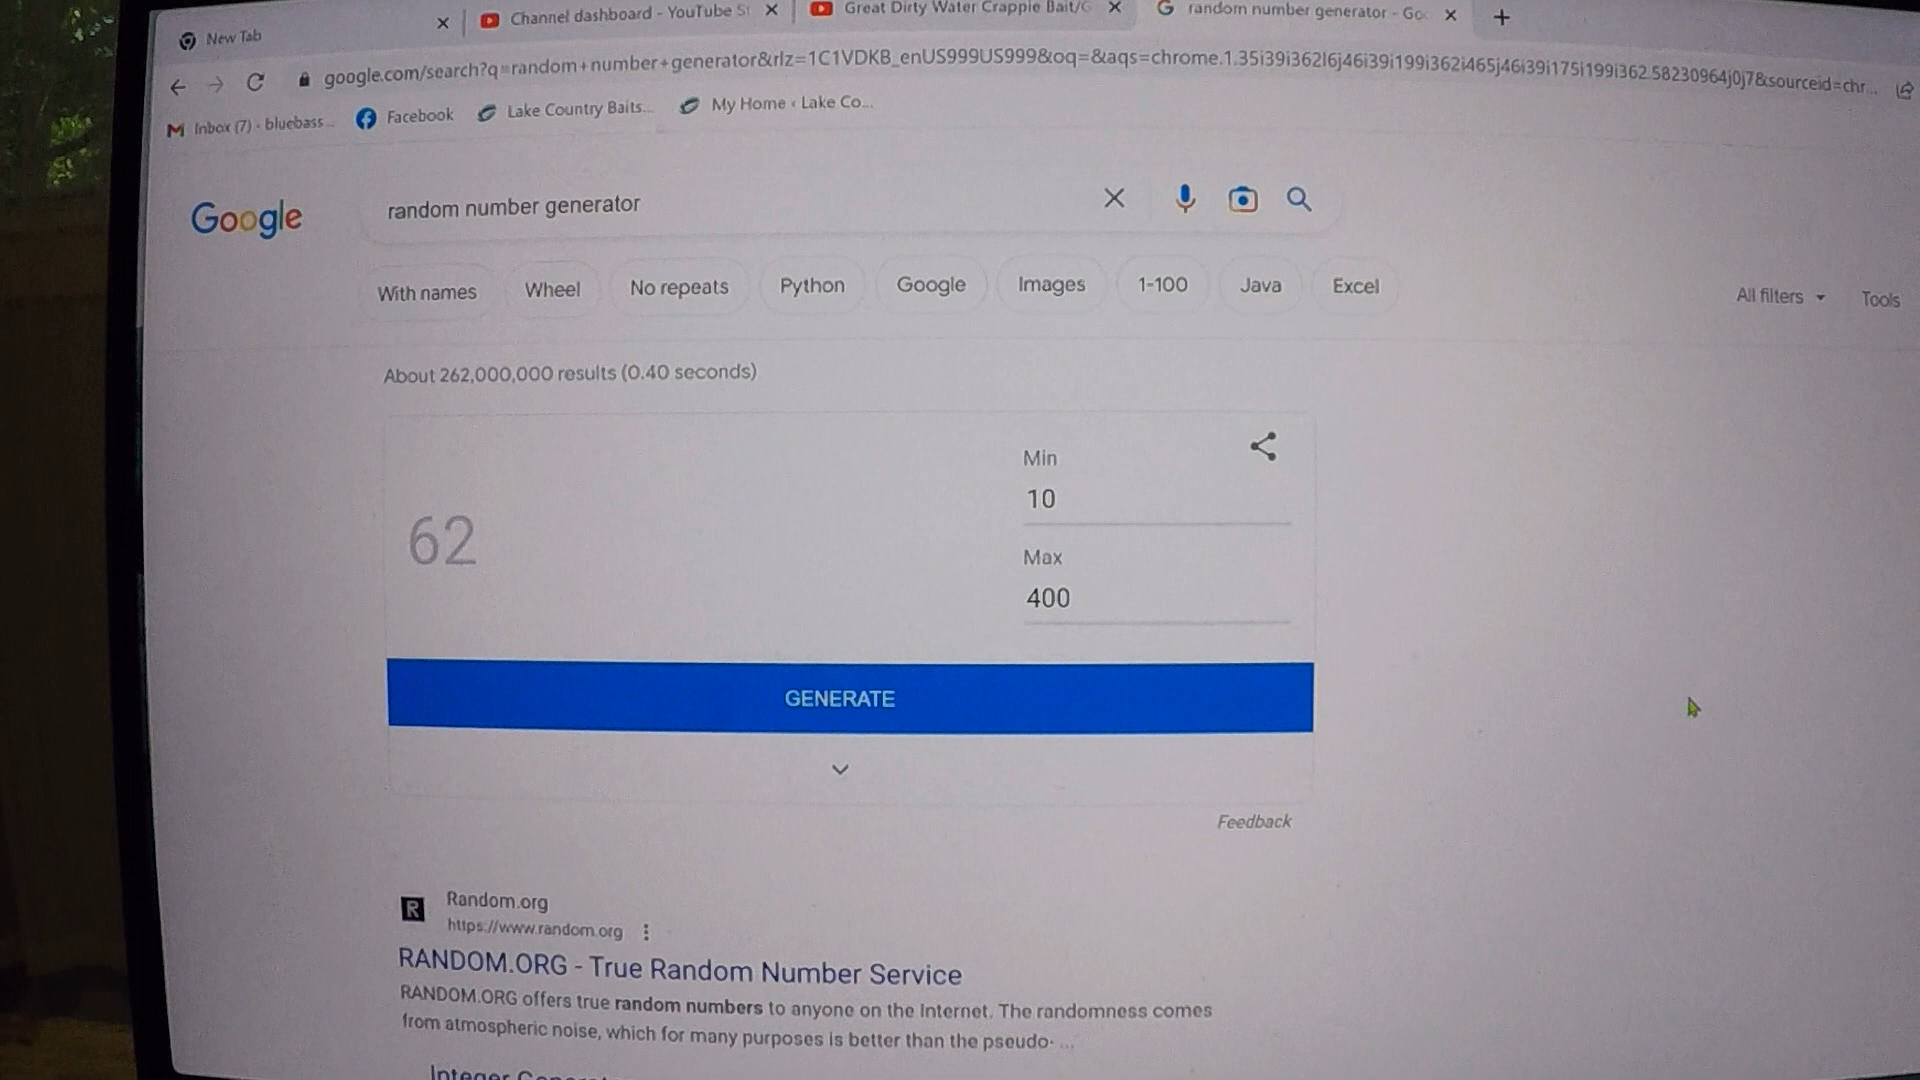 New Tab
Channel dashboard - YouTube St
Great Dirty Water Crappie Bait/G
random number generator - Goo
google.com/search?q=random+number+generator&rlz=1C1VDKB_enUS999US999&oq=&aqs=chrome.1.35i39i362l6j46i39i199i362i465j46i39i175i199i362.58230964j0j7&sourceid=chr...
Inbox (7) - bluebass...
Facebook
Lake Country Baits...
My Home ‹ Lake Co...
Google
random number generator
With names
Wheel
No repeats
Python
Google
Images
1-100
Java
Excel
All filters
Tools
About 262,000,000 results (0.40 seconds)
Min
10
62
Max
400
GENERATE
Feedback
R
Random.org
https://www.random.org
RANDOM.ORG - True Random Number Service
RANDOM.ORG offers true random numbers to anyone on the Internet. The randomness comes
from atmospheric noise, which for many purposes is better than the pseudo- ...
Integer